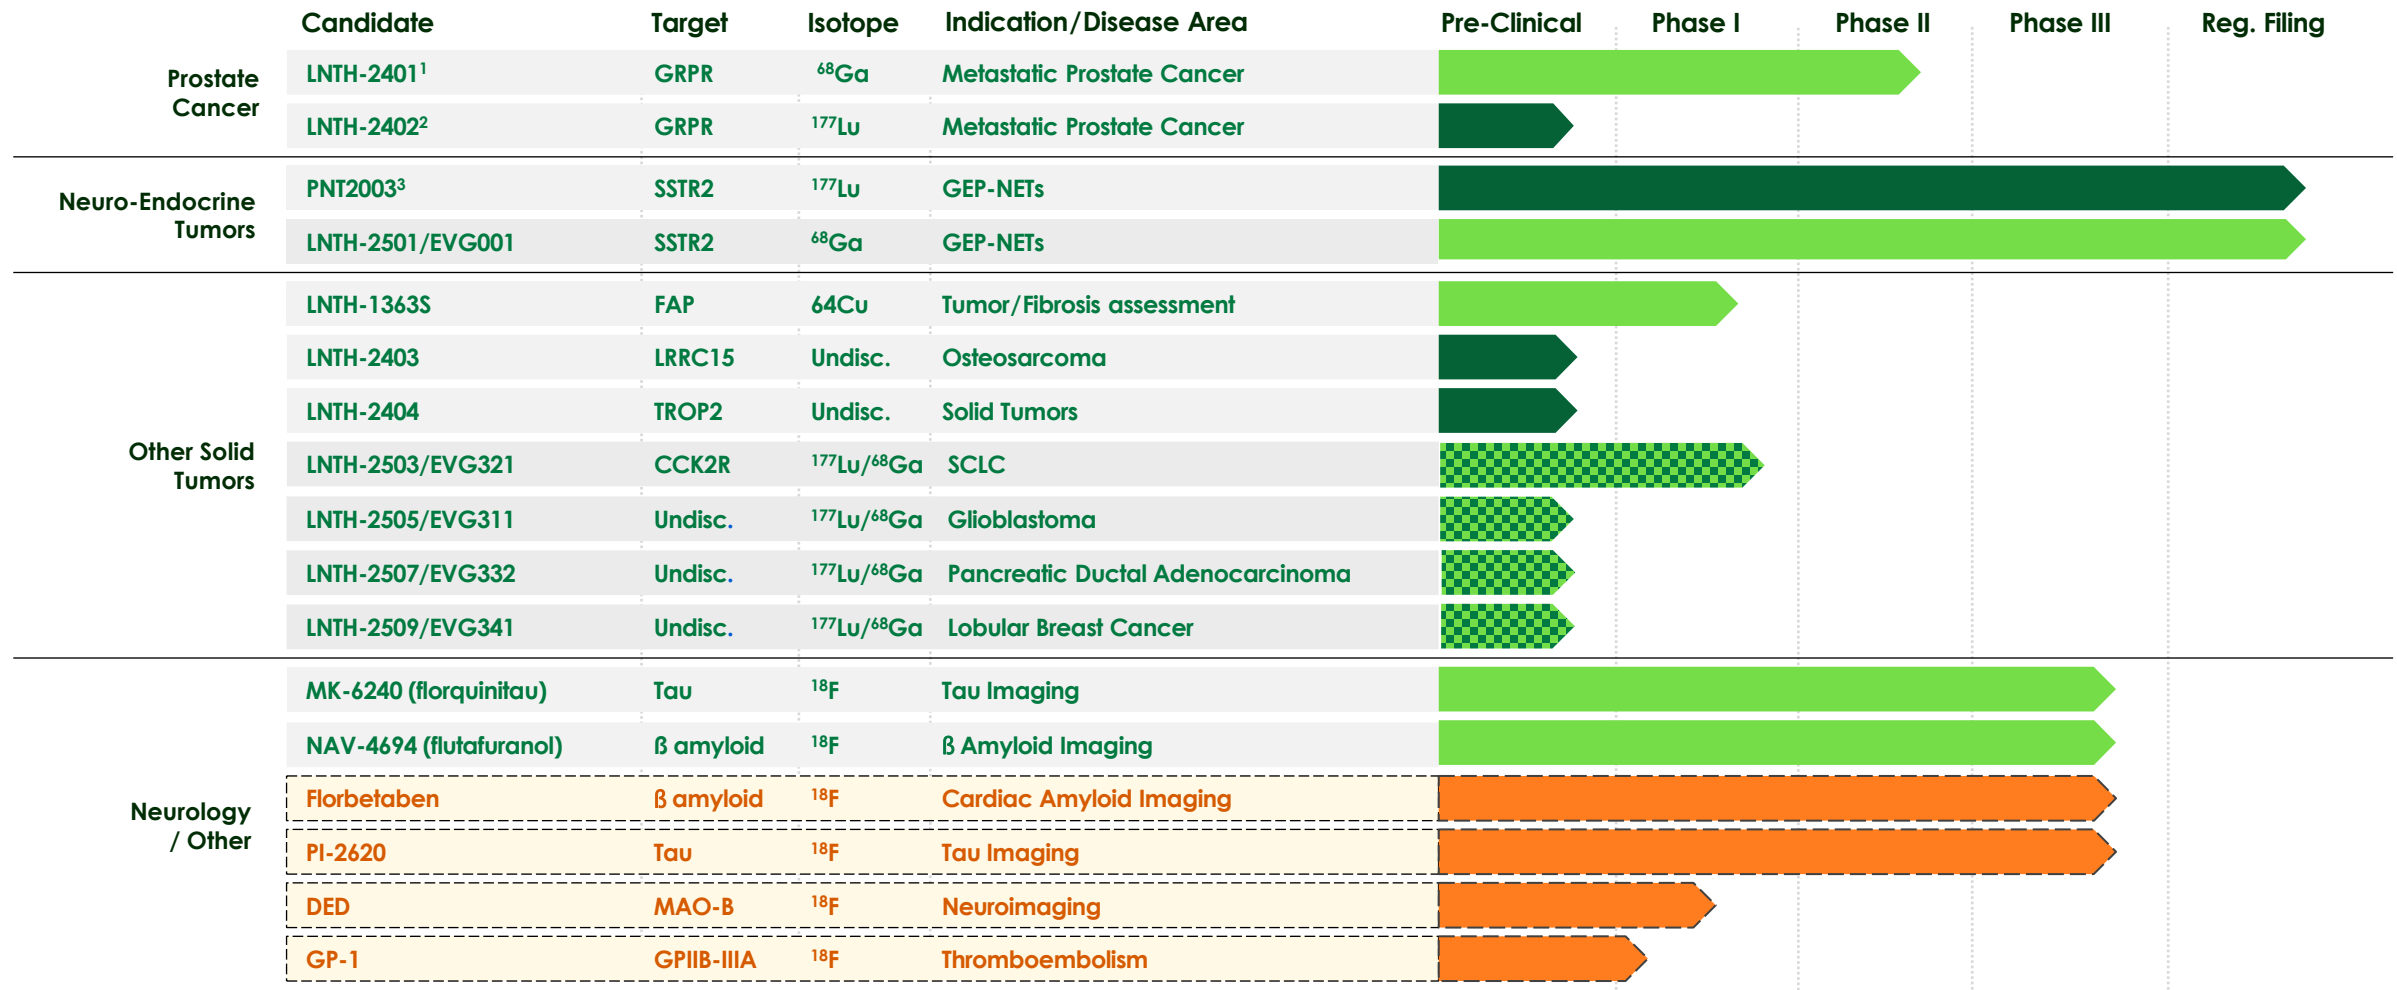 Candidate Target Isotope Indication/Disease Area Pre-Clinical Phase I Phase II Phase III Reg. Filing
Prostate
Cancer
LNTH-2401¹ GRPR ⁶⁸Ga Metastatic Prostate Cancer
LNTH-2402² GRPR ¹⁷⁷Lu Metastatic Prostate Cancer
Neuro-Endocrine
Tumors
PNT2003³ SSTR2 ¹⁷⁷Lu GEP-NETs
LNTH-2501/EVG001 SSTR2 ⁶⁸Ga GEP-NETs
Other Solid
Tumors
LNTH-1363S FAP 64Cu Tumor/Fibrosis assessment
LNTH-2403 LRRC15 Undisc. Osteosarcoma
LNTH-2404 TROP2 Undisc. Solid Tumors
LNTH-2503/EVG321 CCK2R ¹⁷⁷Lu/⁶⁸Ga SCLC
LNTH-2505/EVG311 Undisc. ¹⁷⁷Lu/⁶⁸Ga Glioblastoma
LNTH-2507/EVG332 Undisc. ¹⁷⁷Lu/⁶⁸Ga Pancreatic Ductal Adenocarcinoma
LNTH-2509/EVG341 Undisc. ¹⁷⁷Lu/⁶⁸Ga Lobular Breast Cancer
Neurology
/ Other
MK-6240 (florquinitau) Tau ¹⁸F Tau Imaging
NAV-4694 (flutafuranol) ß amyloid ¹⁸F ß Amyloid Imaging
Florbetaben ß amyloid ¹⁸F Cardiac Amyloid Imaging
PI-2620 Tau ¹⁸F Tau Imaging
DED MAO-B ¹⁸F Neuroimaging
GP-1 GPIIB-IIIA ¹⁸F Thromboembolism